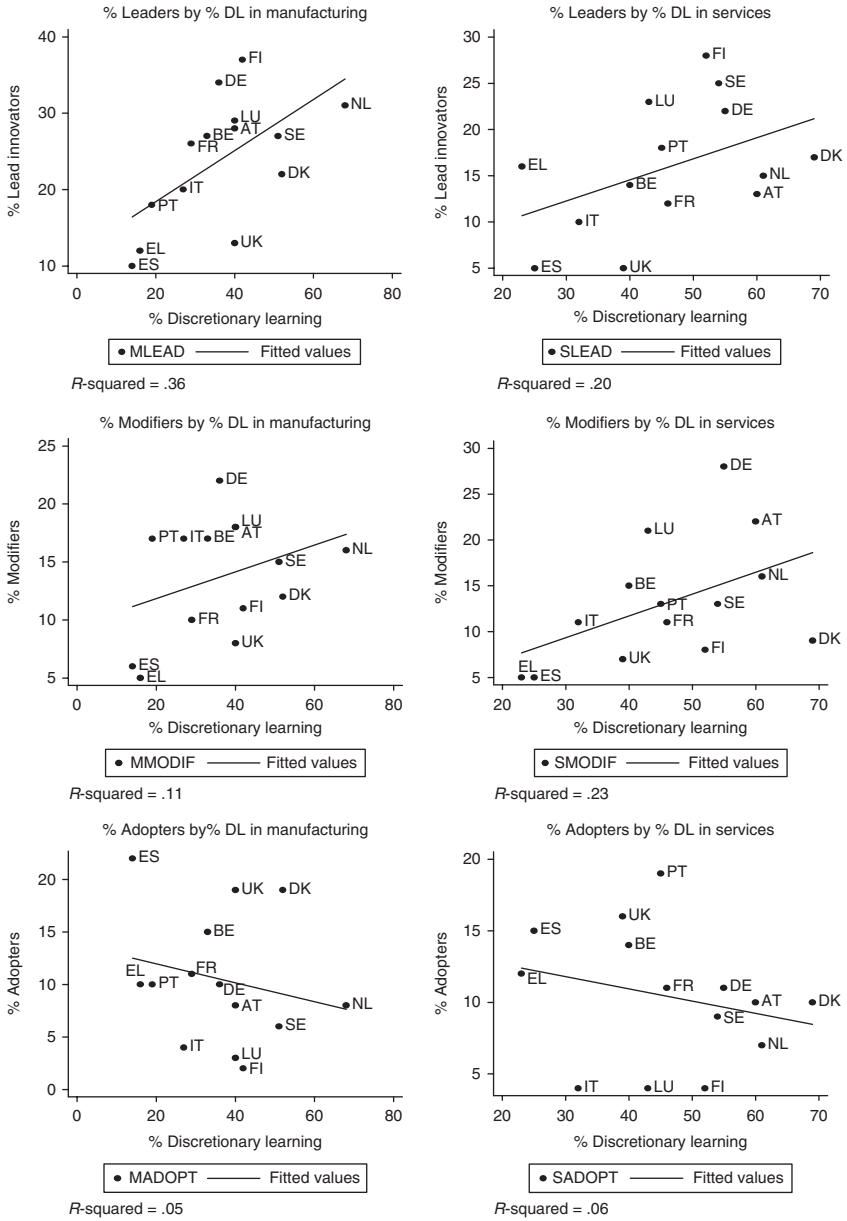 % Leaders by % DL in manufacturing
40
30
20
10
% Lead innovators
FI
DE
NL
LU
AT
BE
SE
FR
DK
IT
PT
UK
EL
ES
0 20 40 60 80
% Discretionary learning
MLEAD Fitted values
R-squared = .36
% Leaders by % DL in services
30
25
20
15
10
5
% Lead innovators
FI
SE
LU
DE
PT
DK
EL
NL
BE
AT
FR
IT
ES
UK
20 30 40 50 60 70
% Discretionary learning
SLEAD Fitted values
R-squared = .20
% Modifiers by % DL in manufacturing
25
20
15
10
5
% Modifiers
DE
LU
AT
PT
IT
BE
NL
SE
DK
FI
FR
UK
ES
EL
0 20 40 60 80
% Discretionary learning
MMODIF Fitted values
R-squared = .11
% Modifiers by % DL in services
30
25
20
15
10
5
% Modifiers
DE
AT
LU
NL
BE
PT
SE
IT
FR
DK
FI
UK
EL
ES
20 30 40 50 60 70
% Discretionary learning
SMODIF Fitted values
R-squared = .23
% Adopters by% DL in manufacturing
20
15
10
5
0
% Adopters
ES
UK
DK
BE
FR
EL
PT
DE
AT
NL
SE
IT
LU
FI
0 20 40 60 80
% Discretionary learning
MADOPT Fitted values
R-squared = .05
% Adopters by % DL in services
20
15
10
5
% Adopters
PT
UK
ES
BE
EL
FR
DE
AT
DK
SE
NL
IT
LU
FI
20 30 40 50 60 70
% Discretionary learning
SADOPT Fitted values
R-squared = .06